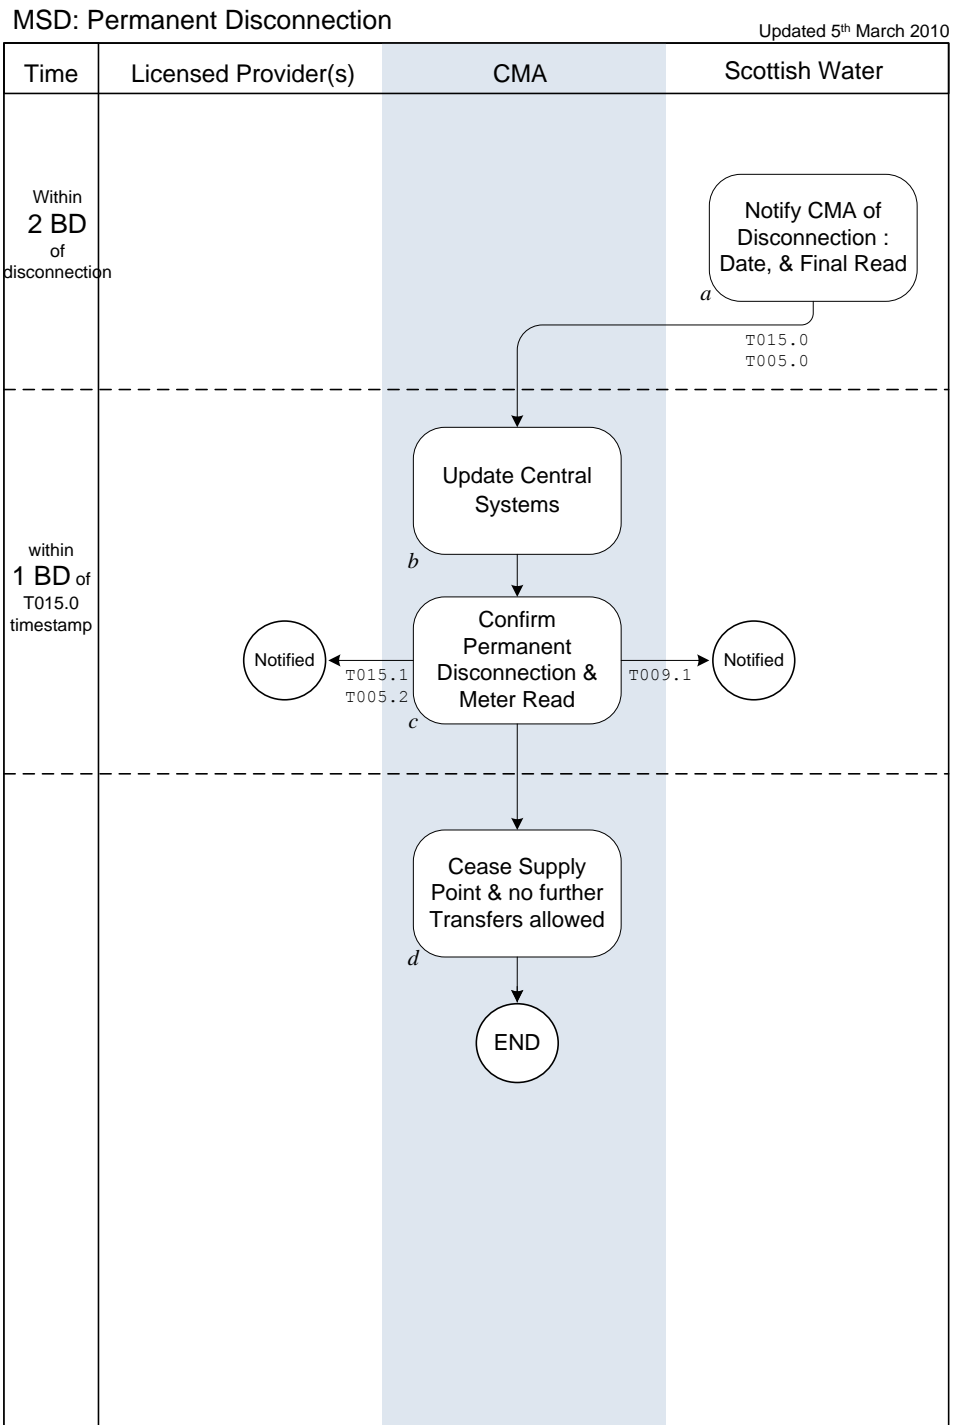 MSD: Permanent Disconnection
Updated 5th March 2010
Time
Licensed Provider(s)
CMA
Scottish Water
Within
2 BD
of
disconnection
Notify CMA of
Disconnection :
Date, & Final Read
a
T015.0
T005.0
within
1 BD of
T015.0
timestamp
Update Central
Systems
b
Confirm
Permanent
Disconnection &
Meter Read
c
Notified
T015.1
T005.2
T009.1
Notified
Cease Supply
Point & no further
Transfers allowed
d
END